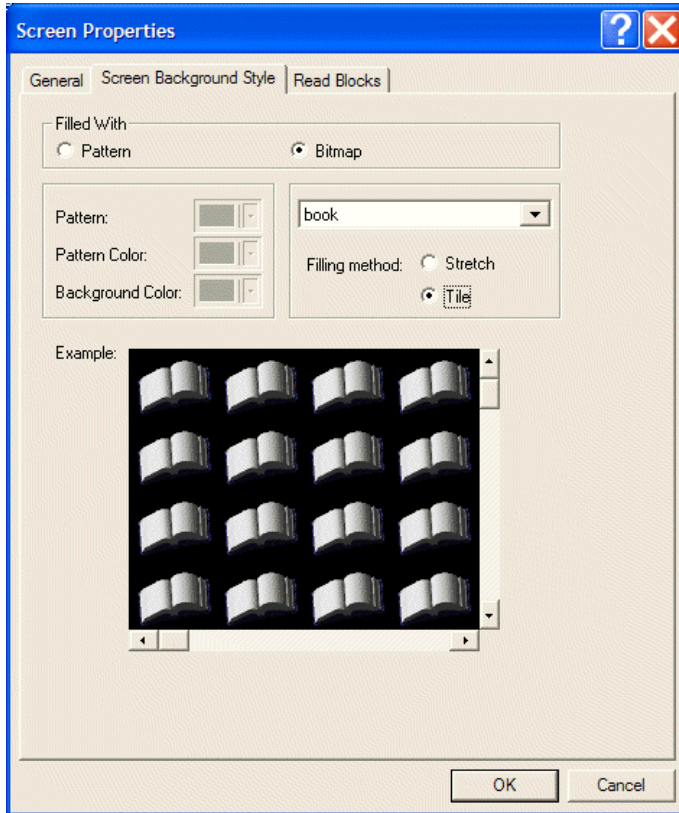 Screen Properties
General Screen Background Style Read Blocks
Filled With
Pattern Bitmap
Pattern:
Pattern Color:
Background Color:
book
Filling method: Stretch
Tile
Example:
OK Cancel